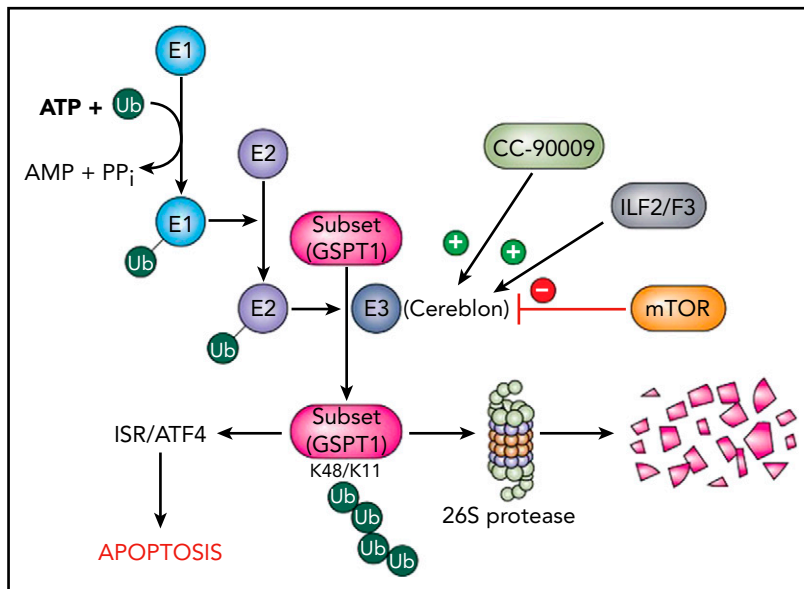 E1
ATP + Ub
AMP + PPi
E2
CC-90009
ILF2/F3
E1
Ub
Subset
(GSPT1)
+
+
−
E2
Ub
E3 (Cereblon)
mTOR
ISR/ATF4
Subset
(GSPT1)
K48/K11
Ub
Ub
Ub
Ub
26S protease
APOPTOSIS